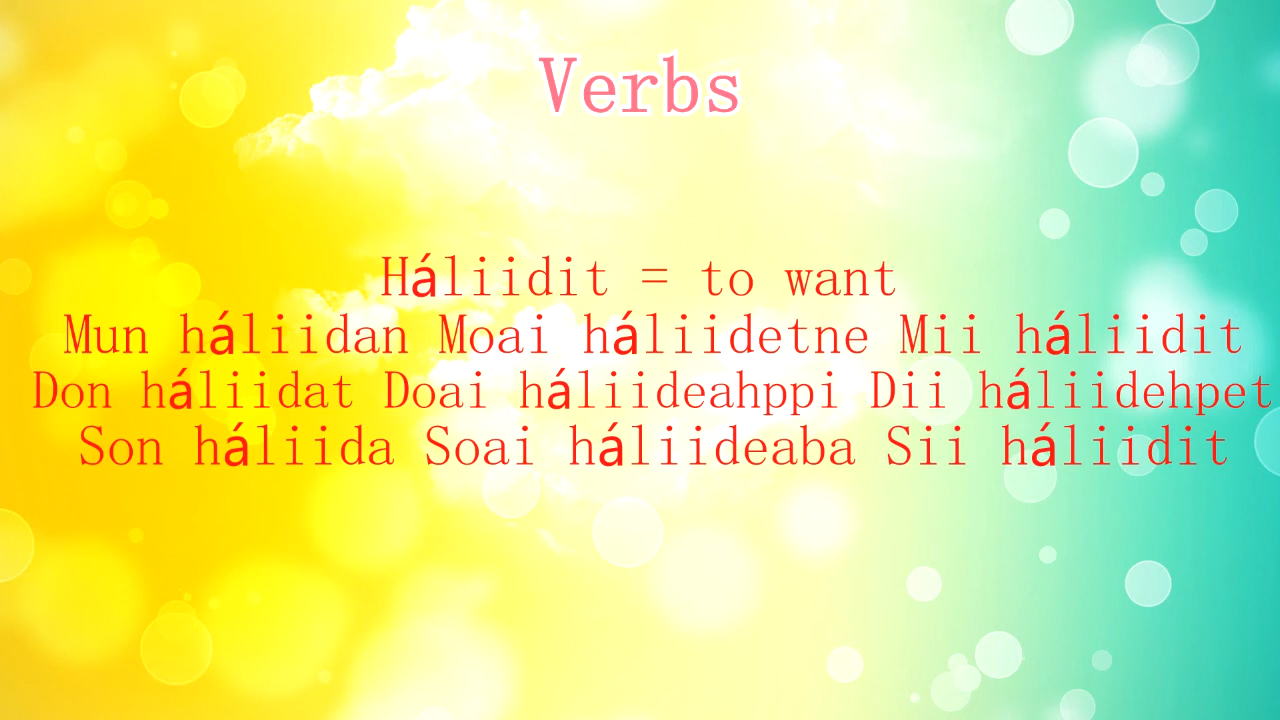 Verbs
Háliidit = to want
Mun háliidan Moai háliidetne Mii háliidit
Don háliidat Doai háliideahppi Dii háliidehpet
Son háliida Soai háliideaba Sii háliidit